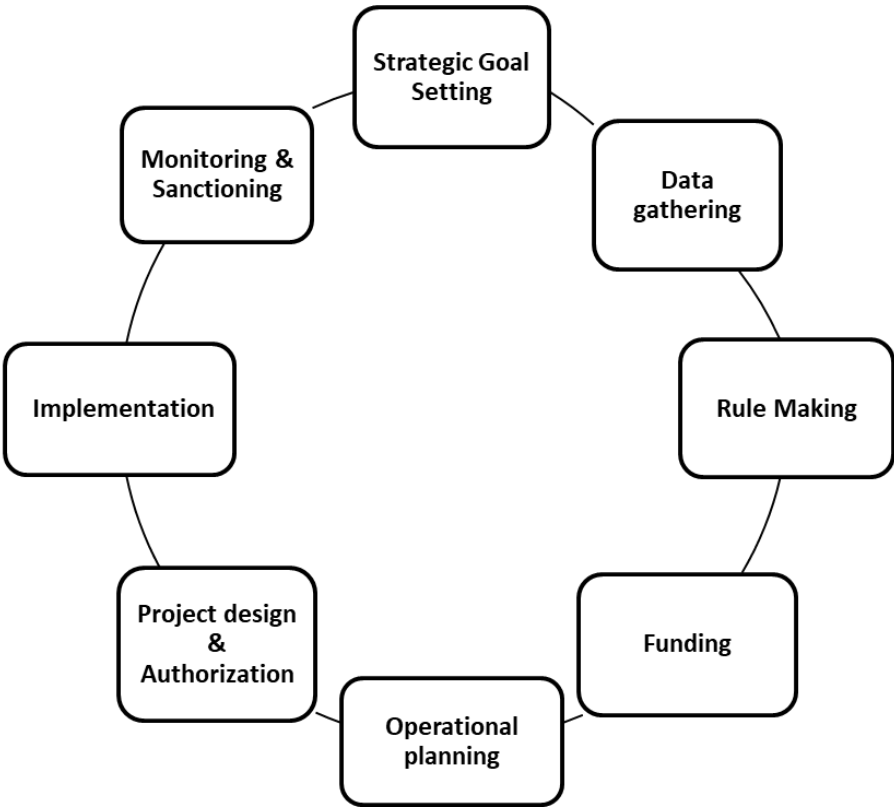 Strategic Goal
Setting
Data
gathering
Rule Making
Funding
Operational
planning
Project design
&
Authorization
Implementation
Monitoring &
Sanctioning